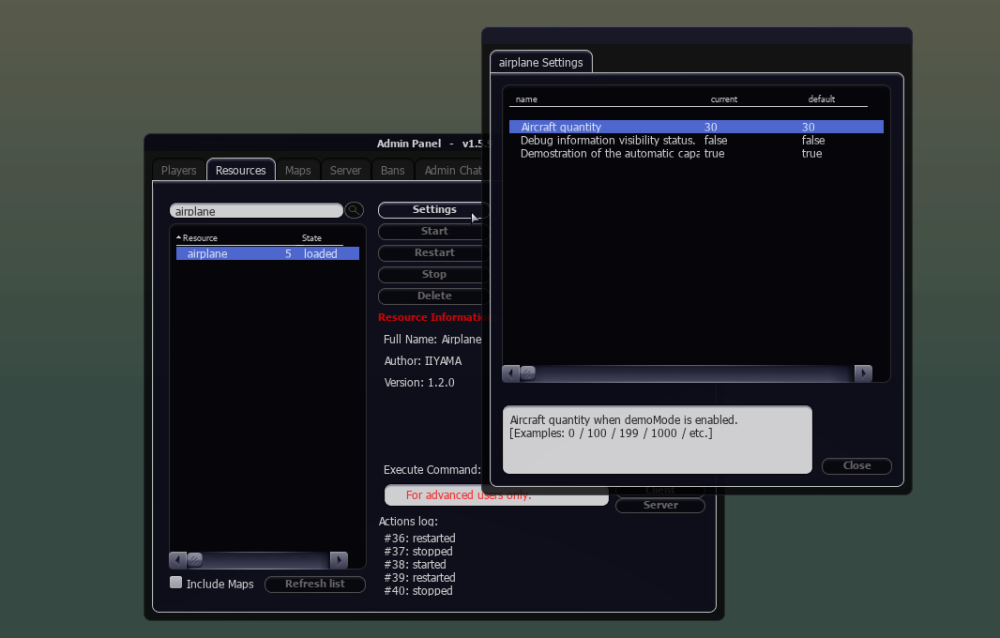 airplane Settings
name current default
Aircraft quantity 30 30
Debug information visibility status. false false
Demostration of the automatic capa true true
Aircraft quantity when demoMode is enabled.
[Examples: 0 / 100 / 199 / 1000 / etc.]
Close
Admin Panel - v1.5.
Players Resources Maps Server Bans Admin Chat
airplane
Resource State
airplane 5 loaded
Include Maps
Refresh list
Settings
Start
Restart
Stop
Delete
Resource Informati
Full Name: Airplane
Author: IIYAMA
Version: 1.2.0
Execute Command:
For advanced users only.
Client
Server
Actions log:
#36: restarted
#37: stopped
#38: started
#39: restarted
#40: stopped